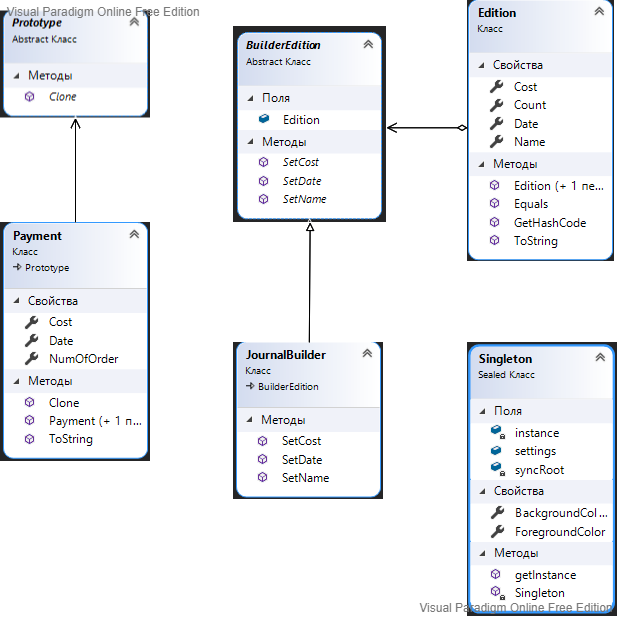 Visual Paradigm Online Free Edition
Prototype
Abstract Класс
Методы
Clone
Payment
Класс
Prototype
Свойства
Cost
Date
NumOfOrder
Методы
Clone
Payment (+ 1 п...
ToString
BuilderEdition
Abstract Класс
Поля
Edition
Методы
SetCost
SetDate
SetName
JournalBuilder
Класс
BuilderEdition
Методы
SetCost
SetDate
SetName
Edition
Класс
Свойства
Cost
Count
Date
Name
Методы
Edition (+ 1 пе...
Equals
GetHashCode
ToString
Singleton
Sealed Класс
Поля
instance
settings
syncRoot
Свойства
BackgroundCol...
ForegroundColor
Методы
getInstance
Singleton
Visual Paradigm Online Free Edition